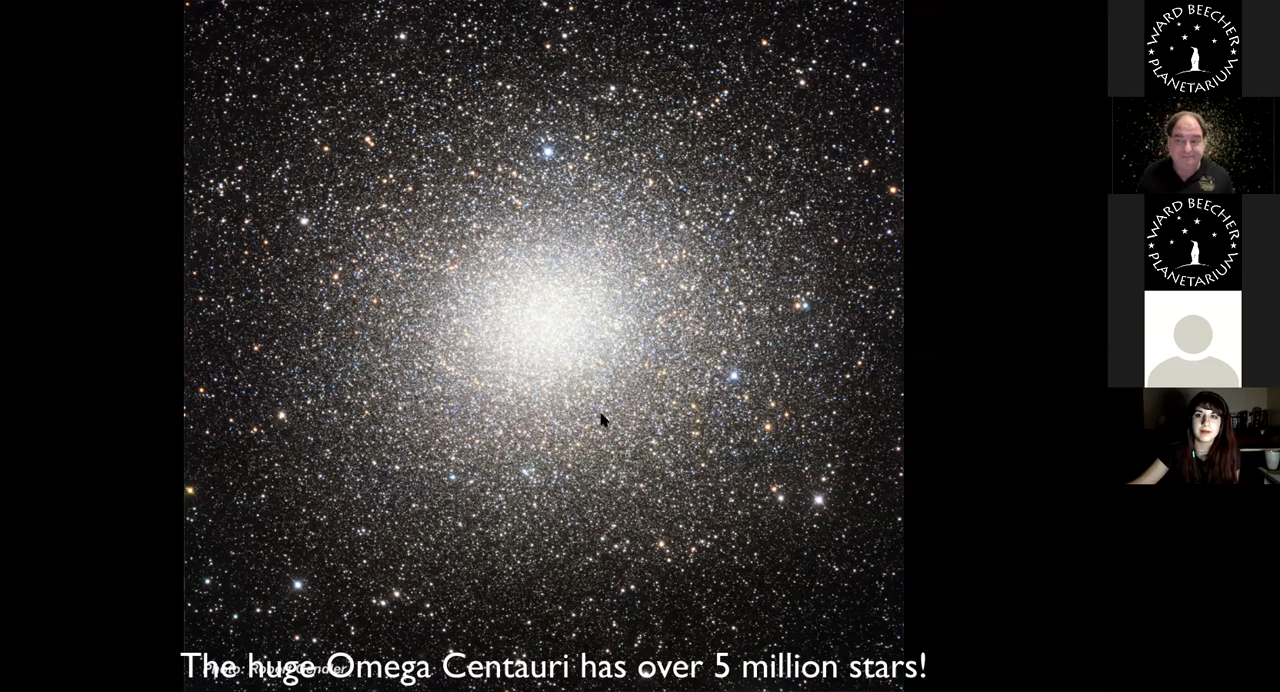 The huge Omega Centauri has over 5 million stars!
WARD BEECHER
PLANETARIUM
WARD BEECHER
PLANETARIUM